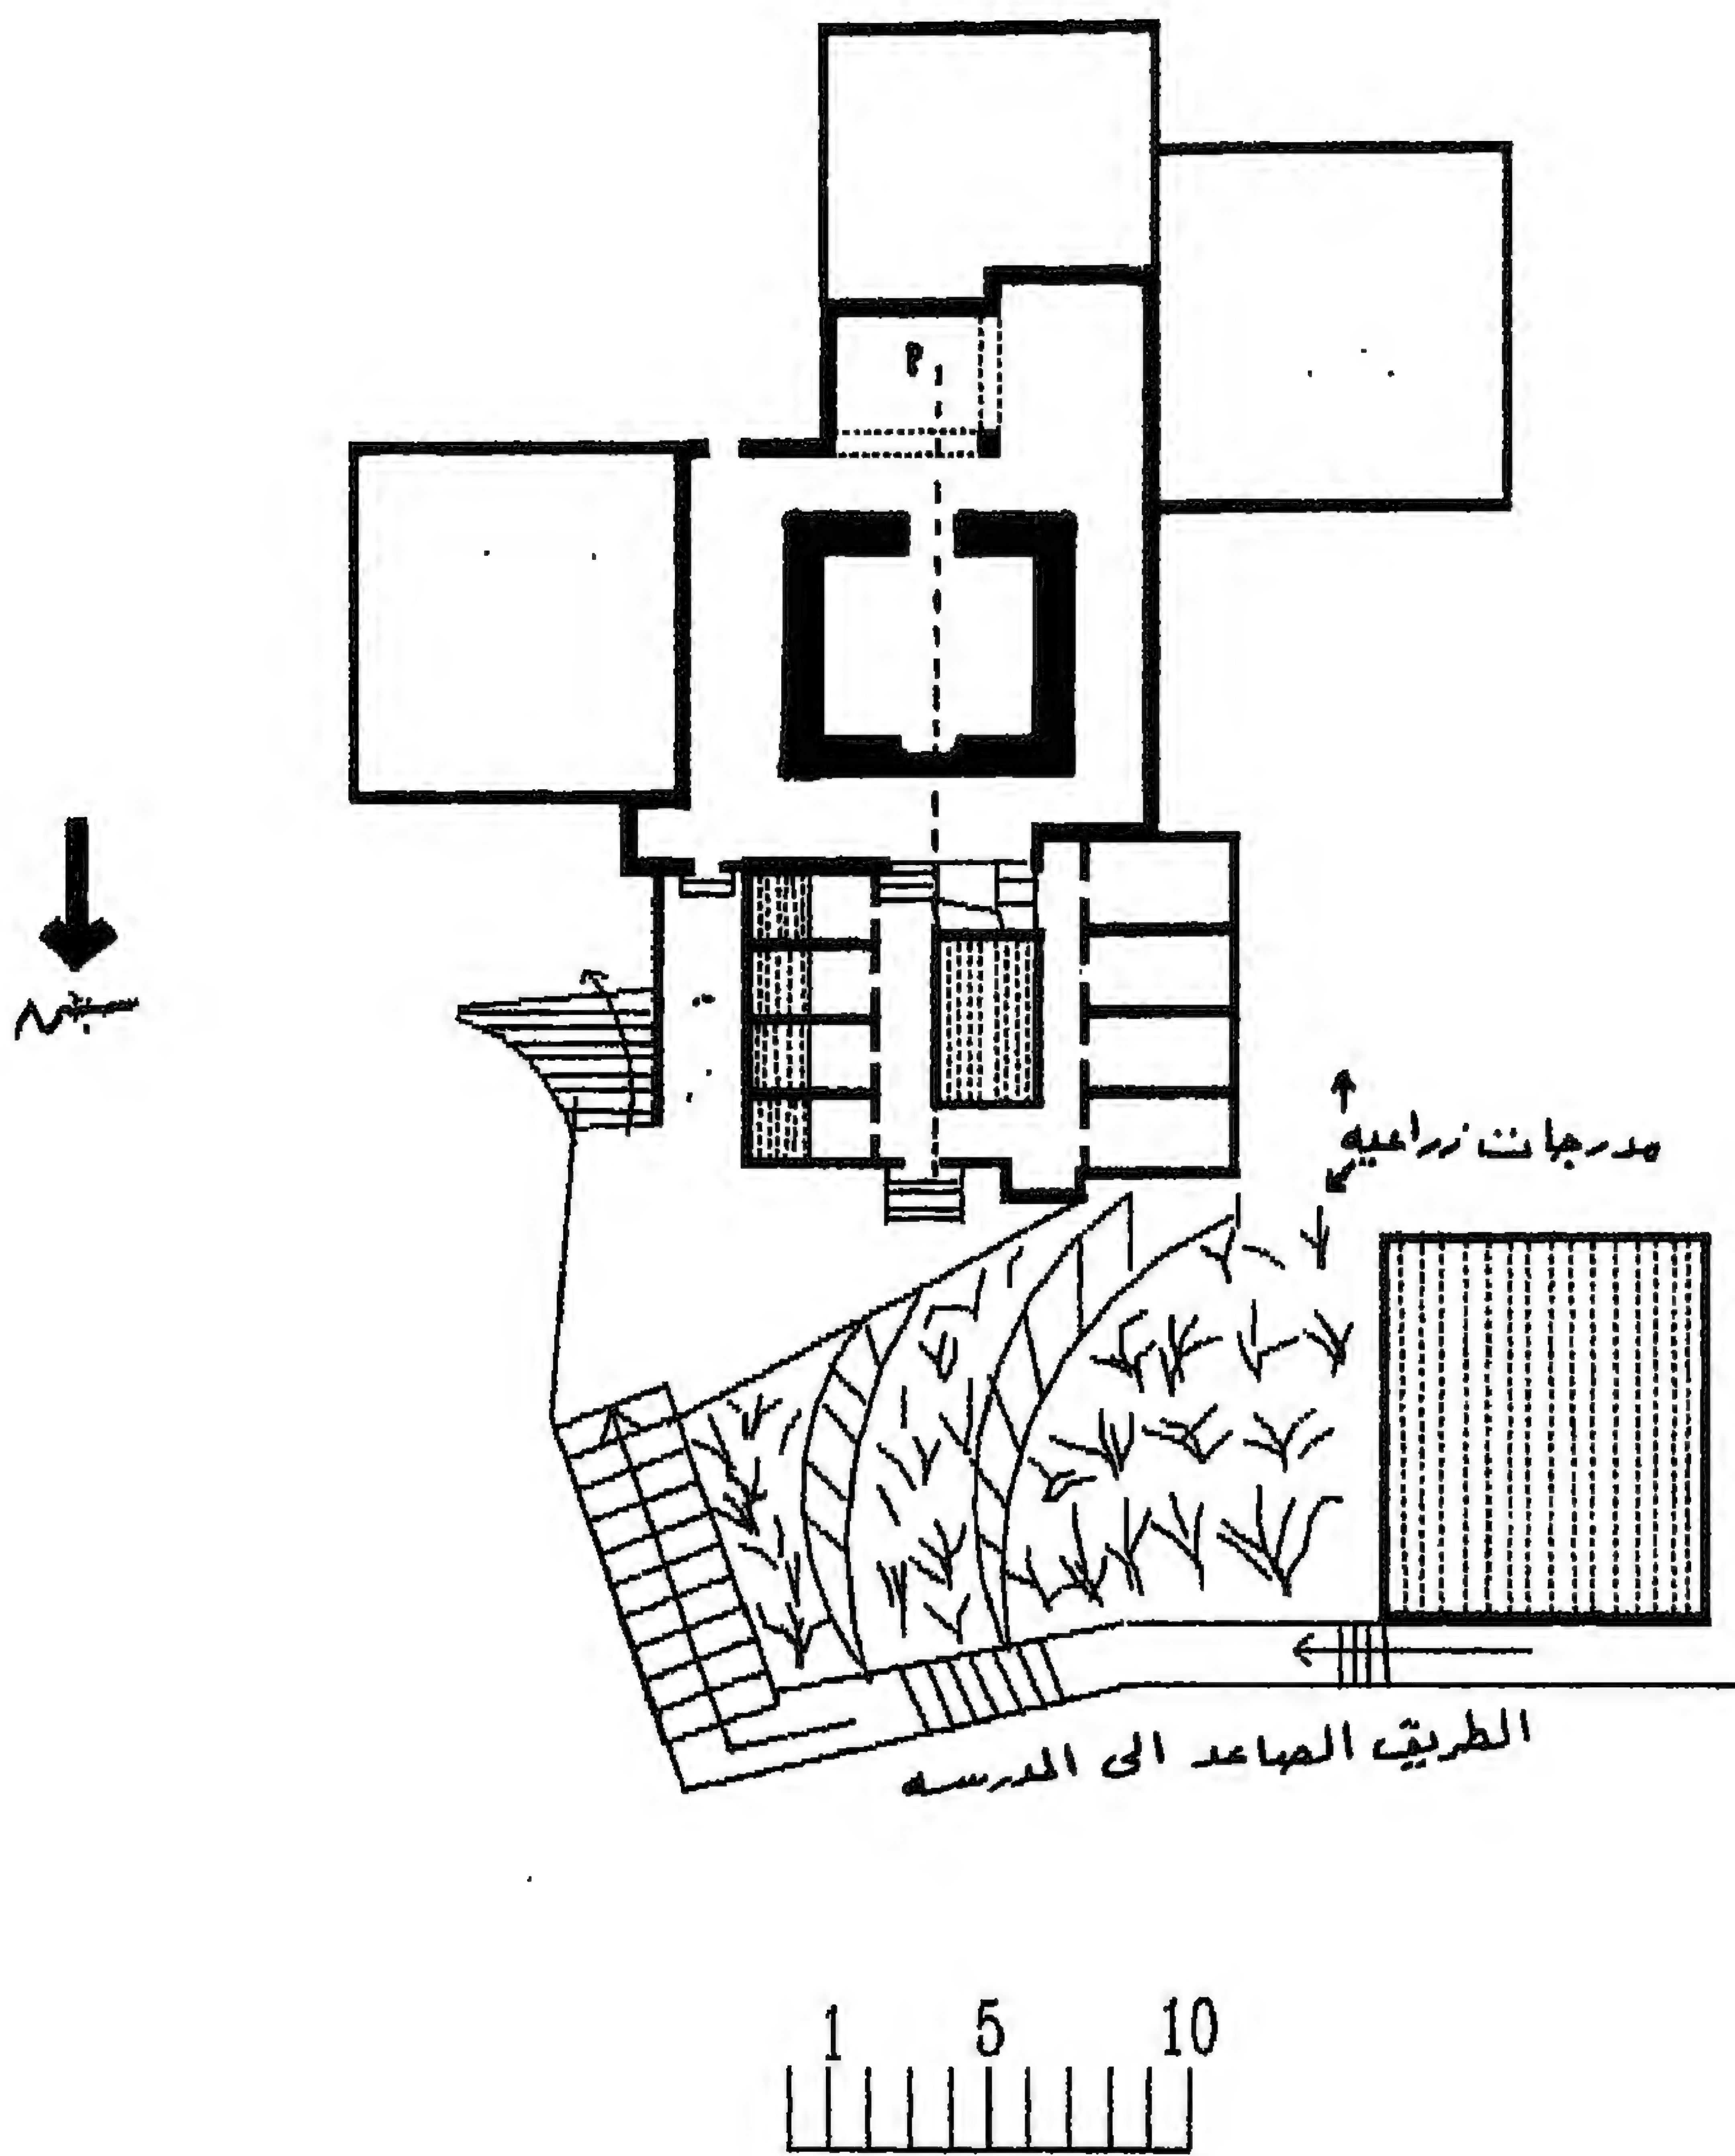 م
مدرجات زراعيه
الطريق الصاعد الى المدرسه
1 5 10